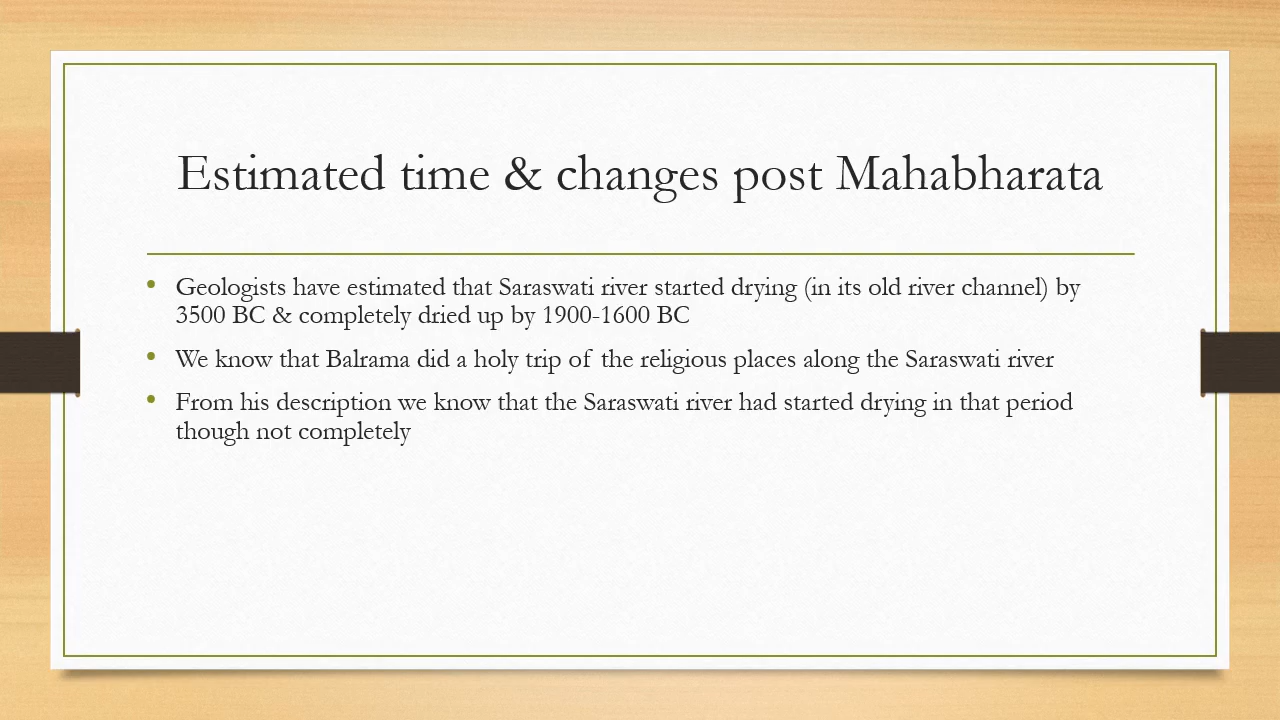 Estimated time & changes post Mahabharata
• Geologists have estimated that Saraswati river started drying (in its old river channel) by
3500 BC & completely dried up by 1900-1600 BC
• We know that Balrama did a holy trip of the religious places along the Saraswati river
• From his description we know that the Saraswati river had started drying in that period
though not completely